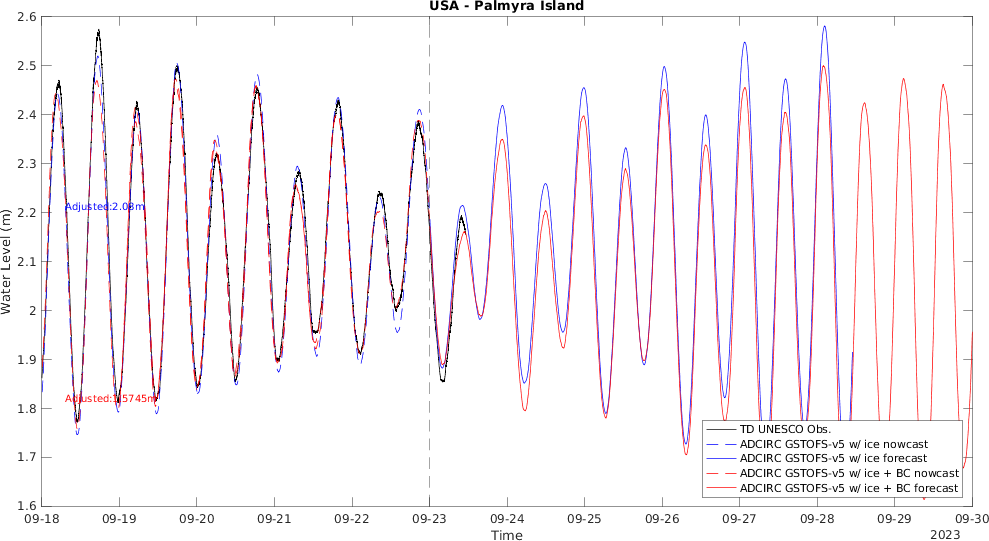 USA - Palmyra Island
Water Level (m)
2.6
2.5
2.4
2.3
2.2
2.1
2
1.9
1.8
1.7
1.6
Adjusted:2.08m
Adjusted:1.5745m
TD UNESCO Obs.
ADCIRC GSTOFS-v5 w/ ice nowcast
ADCIRC GSTOFS-v5 w/ ice forecast
ADCIRC GSTOFS-v5 w/ ice + BC nowcast
ADCIRC GSTOFS-v5 w/ ice + BC forecast
09-18 09-19 09-20 09-21 09-22 09-23 09-24 09-25 09-26 09-27 09-28 09-29 09-30
Time
2023